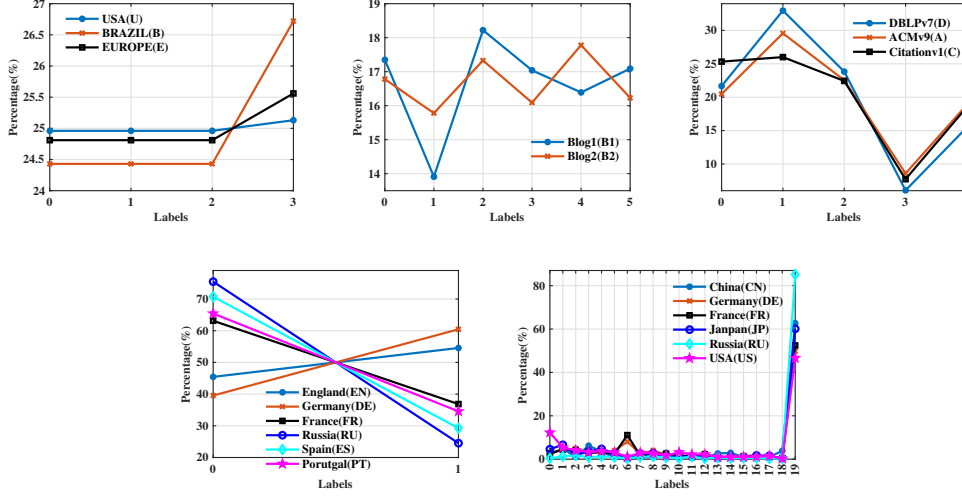 27
26.5
26
25.5
25
24.5
24
Percentage(%)
USA(U)
BRAZIL(B)
EUROPE(E)
0 1 2 3
Labels
19
18
17
16
15
14
Percentage(%)
Blog1(B1)
Blog2(B2)
0 1 2 3 4 5
Labels
30
25
20
15
10
Percentage(%)
DBLPv7(D)
ACMv9(A)
Citationv1(C)
0 1 2 3
Labels
70
60
50
40
30
20
Percentage(%)
England(EN)
Germany(DE)
France(FR)
Russia(RU)
Spain(ES)
Porutgal(PT)
0 1
Labels
80
60
40
20
0
Percentage(%)
China(CN)
Germany(DE)
France(FR)
Janpan(JP)
Russia(RU)
USA(US)
0 1 2 3 4 5 6 7 8 9 10 11 12 13 14 15 16 17 18 19
Labels